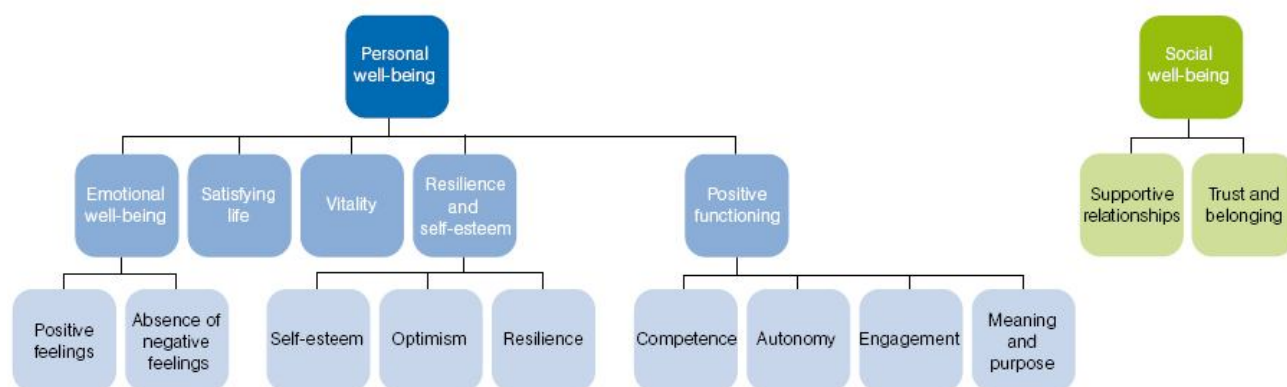 Personal
well-being
Social
well-being
Emotional
well-being
Satisfying
life
Vitality
Resilience
and
self-esteem
Positive
functioning
Supportive
relationships
Trust and
belonging
Positive
feelings
Absence of
negative
feelings
Self-esteem
Optimism
Resilience
Competence
Autonomy
Engagement
Meaning
and
purpose